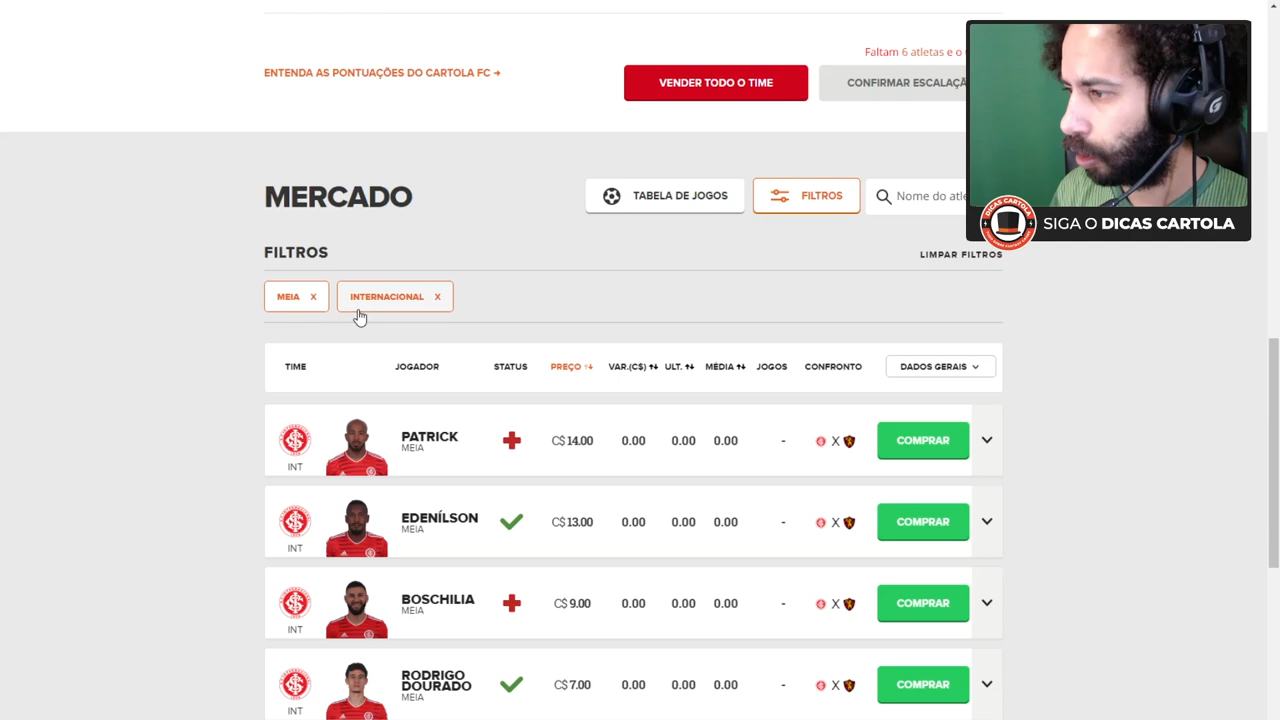 Faltam 6 atletas e o
ENTENDA AS PONTUAÇÕES DO CARTOLA FC →
VENDER TODO O TIME
CONFIRMAR ESCALAÇÃ
MERCADO
TABELA DE JOGOS
FILTROS
Nome do atle
DICAS CARTOLA
SIGA O DICAS CARTOLA
FILTROS
LIMPAR FILTROS
MEIA X
INTERNACIONAL X
TIME JOGADOR STATUS PREÇO VAR.(C$) ULT. MÉDIA JOGOS CONFRONTO DADOS GERAIS
PATRICK
MEIA
C$ 14.00 0.00 0.00 0.00 - X COMPRAR
INT
EDENÍLSON
MEIA
C$ 13.00 0.00 0.00 0.00 - X COMPRAR
INT
BOSCHILIA
MEIA
C$ 9.00 0.00 0.00 0.00 - X COMPRAR
INT
RODRIGO
DOURADO
MEIA
C$ 7.00 0.00 0.00 0.00 - X COMPRAR
INT